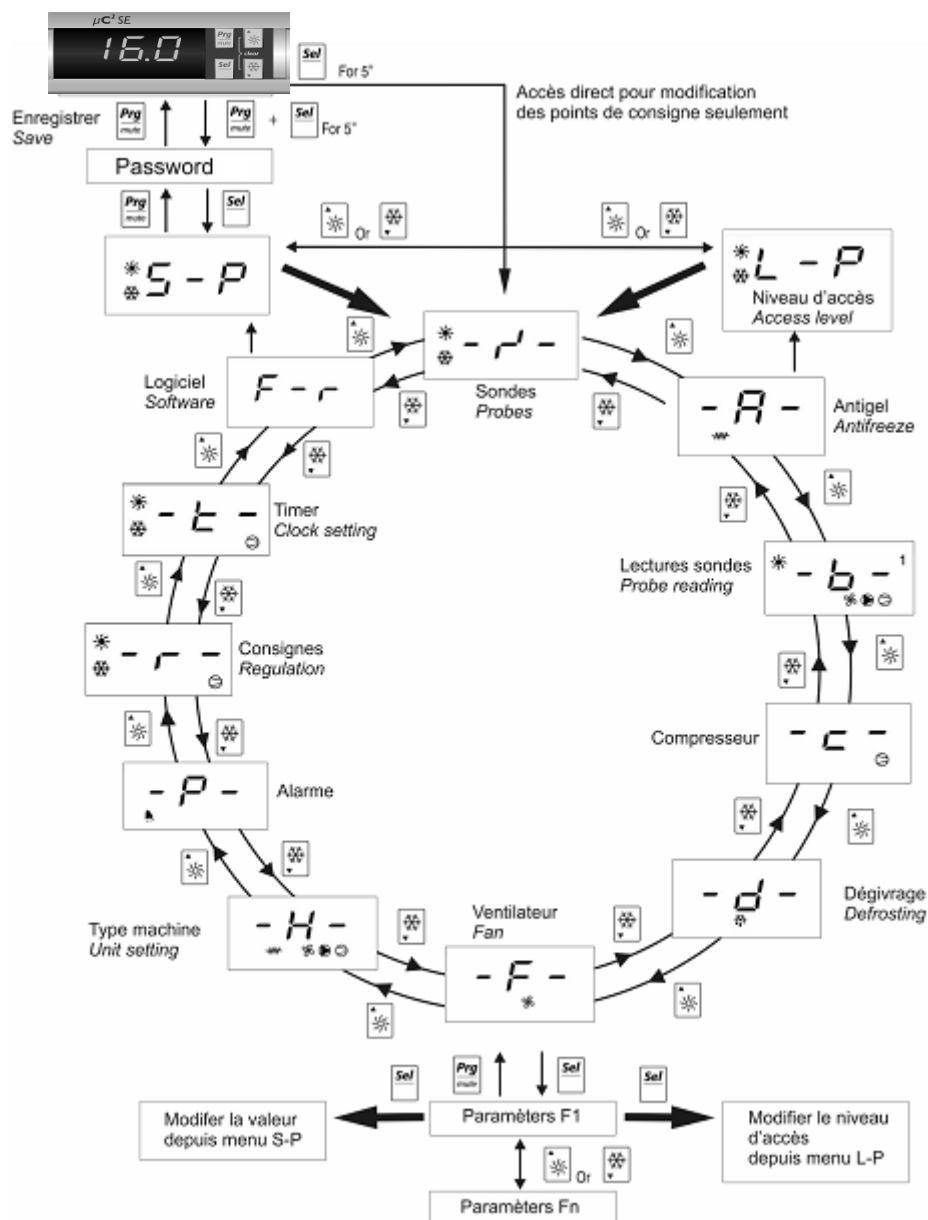 µC² SE
16.0
Prg
mute
Sel
clear
Sel
For 5"
Accès direct pour modification
des points de consigne seulement
Enregistrer
Save
Prg
mute
Prg
mute
+
Sel
For 5"
Password
Prg
mute
Sel
Or
Or
S - P
L - P
Niveau d'accès
Access level
- / -
Sondes
Probes
Logiciel
Software
F - r
- A -
Antigel
Antifreeze
- t -
Timer
Clock setting
Lectures sondes
Probe reading
- b -
1
- r -
Consignes
Regulation
Compresseur
- c -
- P -
Alarme
- d -
Dégivrage
Defrosting
Type machine
Unit setting
- H -
Ventilateur
Fan
- F -
Sel
Prg
mute
Sel
Sel
Modifer la valeur
depuis menu S-P
Paramèters F1
Modifier le niveau
d'accès
depuis menu L-P
Or
Paramèters Fn